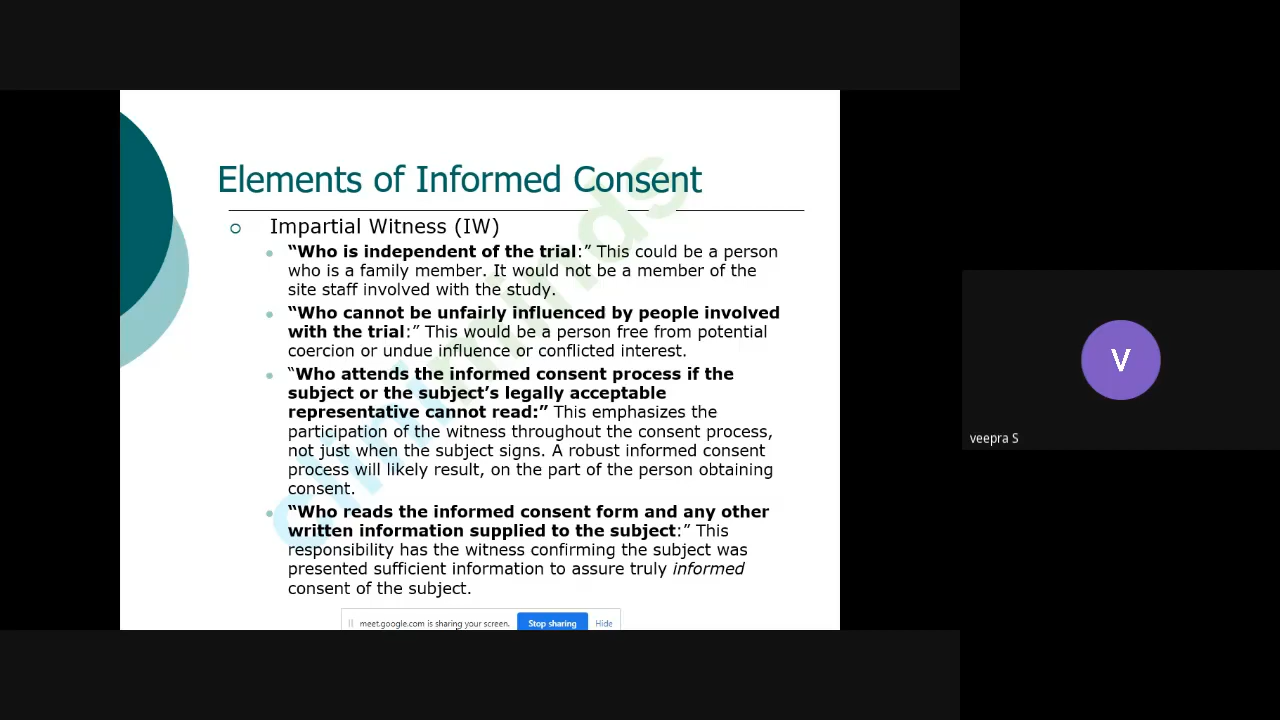 Elements of Informed Consent
Impartial Witness (IW)
“Who is independent of the trial:” This could be a person
who is a family member. It would not be a member of the
site staff involved with the study.
“Who cannot be unfairly influenced by people involved
with the trial:” This would be a person free from potential
coercion or undue influence or conflicted interest.
“Who attends the informed consent process if the
subject or the subject’s legally acceptable
representative cannot read:” This emphasizes the
participation of the witness throughout the consent process,
not just when the subject signs. A robust informed consent
process will likely result, on the part of the person obtaining
consent.
“Who reads the informed consent form and any other
written information supplied to the subject:” This
responsibility has the witness confirming the subject was
presented sufficient information to assure truly informed
consent of the subject.
cliniminds
meet.google.com is sharing your screen. Stop sharing Hide
V
veepra S